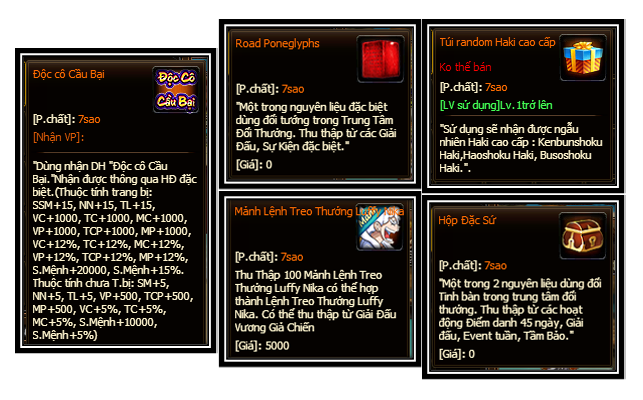 Độc cô Cầu Bại
Độc Cô
Cầu Bại
[P.chất]: 7sao
[Nhận VP]:
"Dùng nhận DH "Độc cô Cầu
Bại."Nhận được thông qua HĐ đặc
biệt.(Thuộc tính trang bị:
SSM+15, NN+15, TL+15,
VC+1000, TC+1000, MC+1000,
VP+1000, TCP+1000, MP+1000,
VC+12%, TC+12%, MC+12%,
VP+12%, TCP+12%, MP+12%,
S.Mệnh+20000, S.Mệnh+15%.
Thuộc tính chưa T.bị: SM+5,
NN+5, TL+5, VP+500, TCP+500,
MP+500, VC+5%, TC+5%,
MC+5%, S.Mệnh+10000,
S.Mệnh+5%)
Road Poneglyphs
[P.chất]: 7sao
"Một trong nguyên liệu đặc biệt
dùng đổi tướng trong Trung Tâm
Đổi Thưởng. Thu thập từ các Giải
Đấu, Sự Kiện đặc biệt."
[Giá]: 0
Mảnh Lệnh Treo Thưởng Luffy Nika
[P.chất]: 7sao
Thu Thập 100 Mảnh Lệnh Treo
Thưởng Luffy Nika có thể hợp
thành Lệnh Treo Thưởng Luffy
Nika. Có thể thu thập từ Giải Đấu
Vương Giả Chiến
[Giá]: 5000
Túi random Haki cao cấp
Ko thể bán
[P.chất]: 7sao
[LV sử dụng]Lv.1trở lên
"Sử dụng sẽ nhận được ngẫu
nhiên Haki cao cấp : Kenbunshoku
Haki,Haoshoku Haki, Busoshoku
Haki.".
Hộp Đặc Sứ
[P.chất]: 7sao
"Một trong 2 nguyên liệu dùng đổi
Tinh bàn trong trung tâm đổi
thưởng. Thu thập từ các hoạt
động Điểm danh 45 ngày, Giải
đấu, Event tuần, Tầm Bảo."
[Giá]: 0